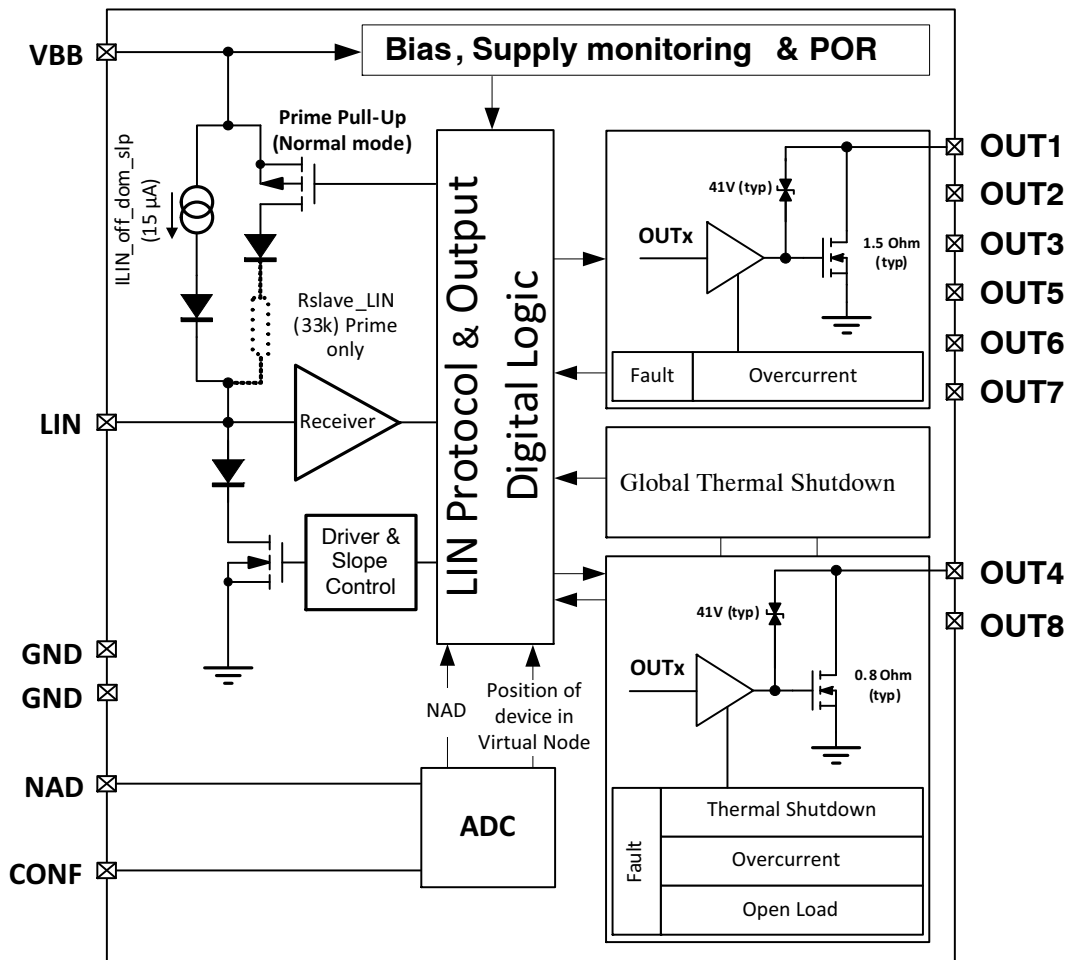 VBB
Bias, Supply monitoring & POR
Prime Pull-Up
(Normal mode)
ILIN_off_dom_slp
(15 µA)
Rslave_LIN
(33k) Prime
only
LIN
Receiver
LIN Protocol & Output
Digital Logic
Driver &
Slope
Control
GND
GND
NAD
Position of
device in
Virtual Node
NAD
CONF
ADC
41V (typ)
OUTx
1.5 Ohm
(typ)
Fault
Overcurrent
OUT1
OUT2
OUT3
OUT5
OUT6
OUT7
Global Thermal Shutdown
41V (typ)
OUTx
0.8 Ohm
(typ)
Fault
Thermal Shutdown
Overcurrent
Open Load
OUT4
OUT8